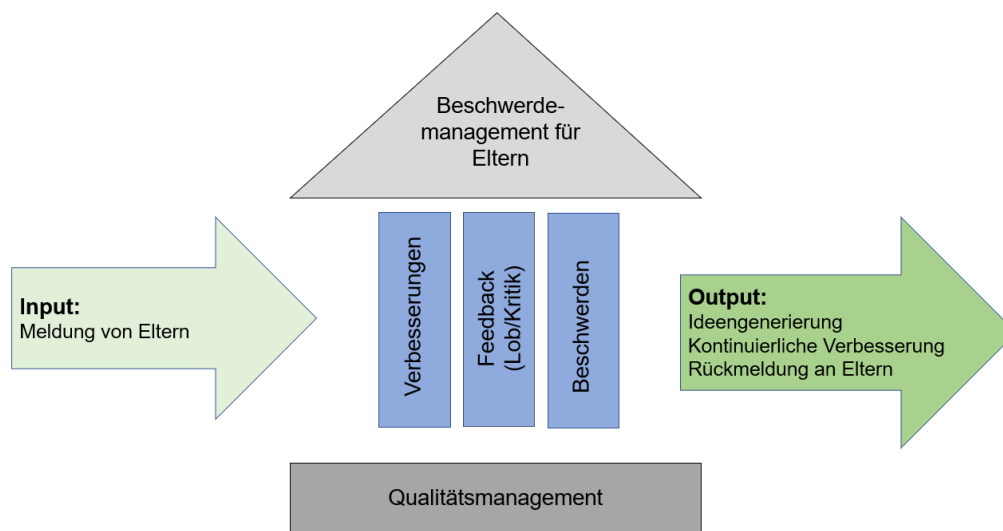 Beschwerde-
management für
Eltern
Input:
Meldung von Eltern
Verbesserungen
Feedback
(Lob/Kritik)
Beschwerden
Output:
Ideengenerierung
Kontinuierliche Verbesserung
Rückmeldung an Eltern
Qualitätsmanagement